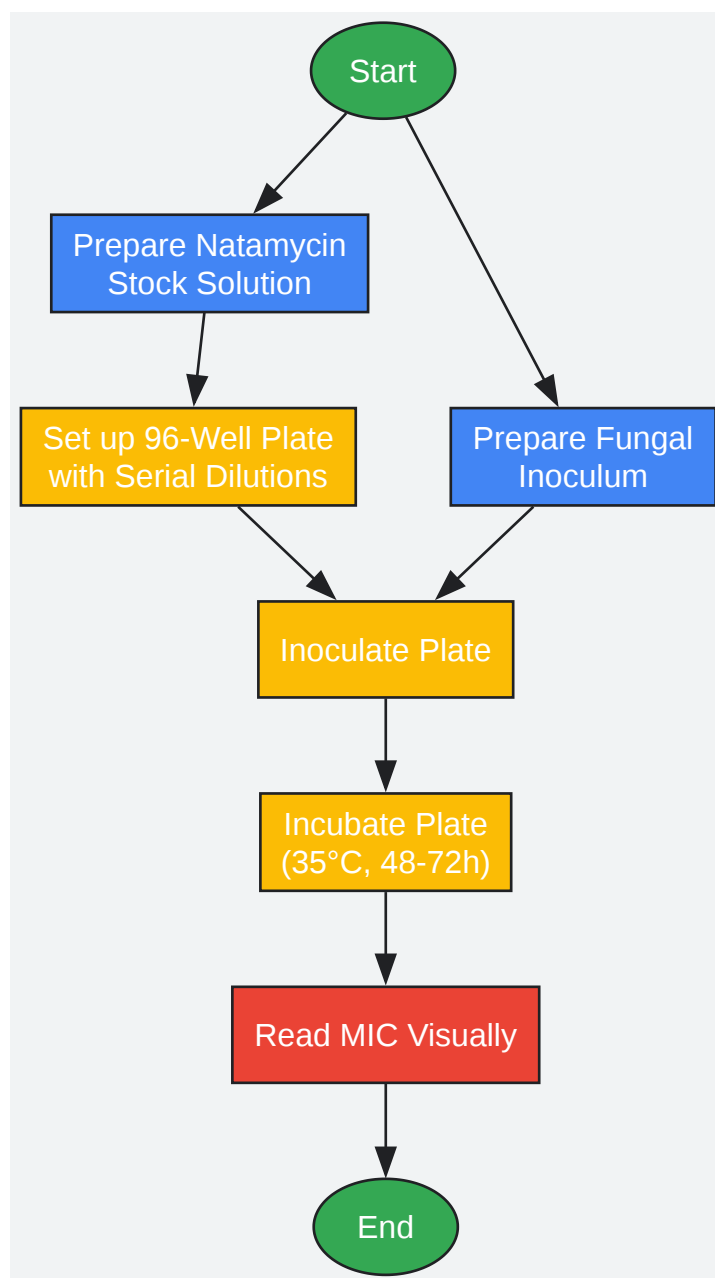 Start
Prepare Natamycin
Stock Solution
Set up 96-Well Plate
with Serial Dilutions
Prepare Fungal
Inoculum
Inoculate Plate
Incubate Plate
(35°C, 48-72h)
Read MIC Visually
End